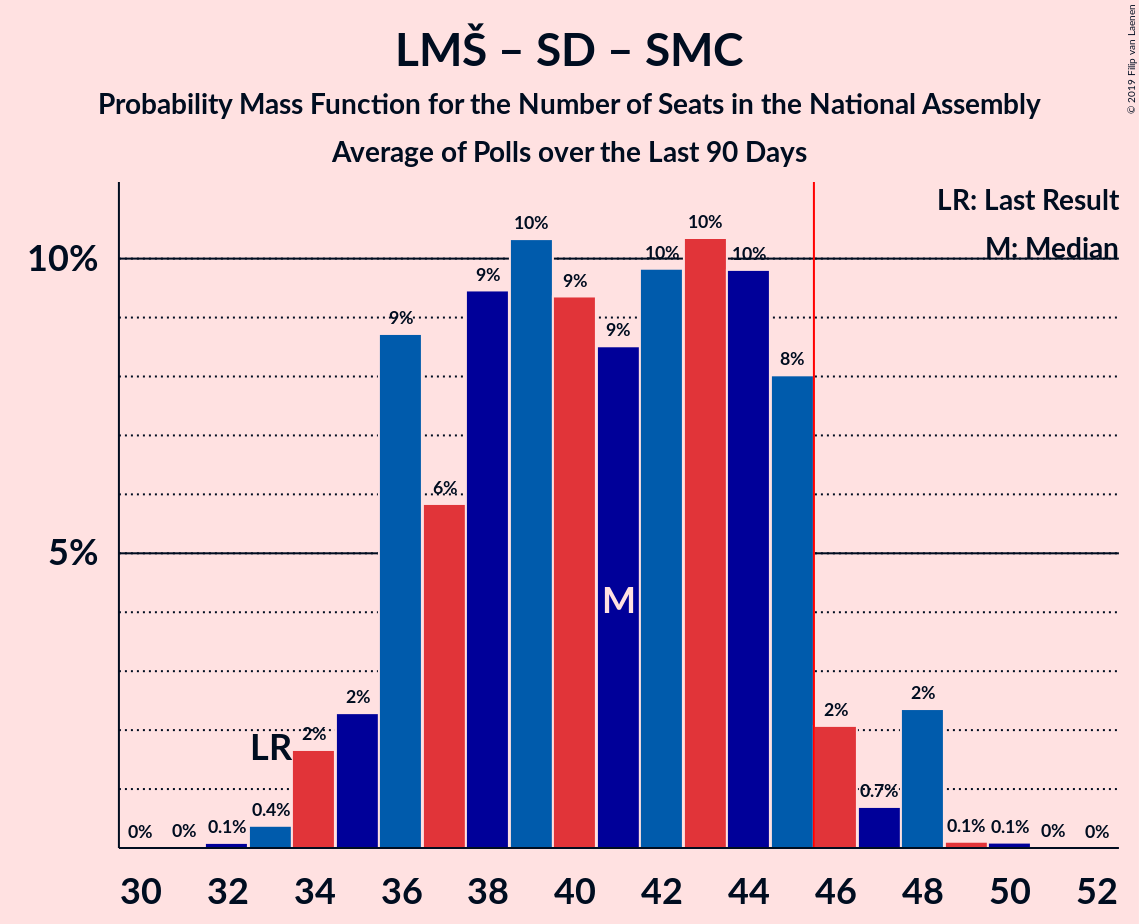 LMŠ – SD – SMC
Probability Mass Function for the Number of Seats in the National Assembly
Average of Polls over the Last 90 Days
© 2019 Filip van Laenen
LR: Last Result
M: Median
10%
5%
0%
0%
0.1%
0.4%
2%
2%
9%
6%
9%
10%
9%
9%
10%
10%
10%
8%
2%
0.7%
2%
0.1%
0.1%
0%
0%
LR
M
30 32 34 36 38 40 42 44 46 48 50 52